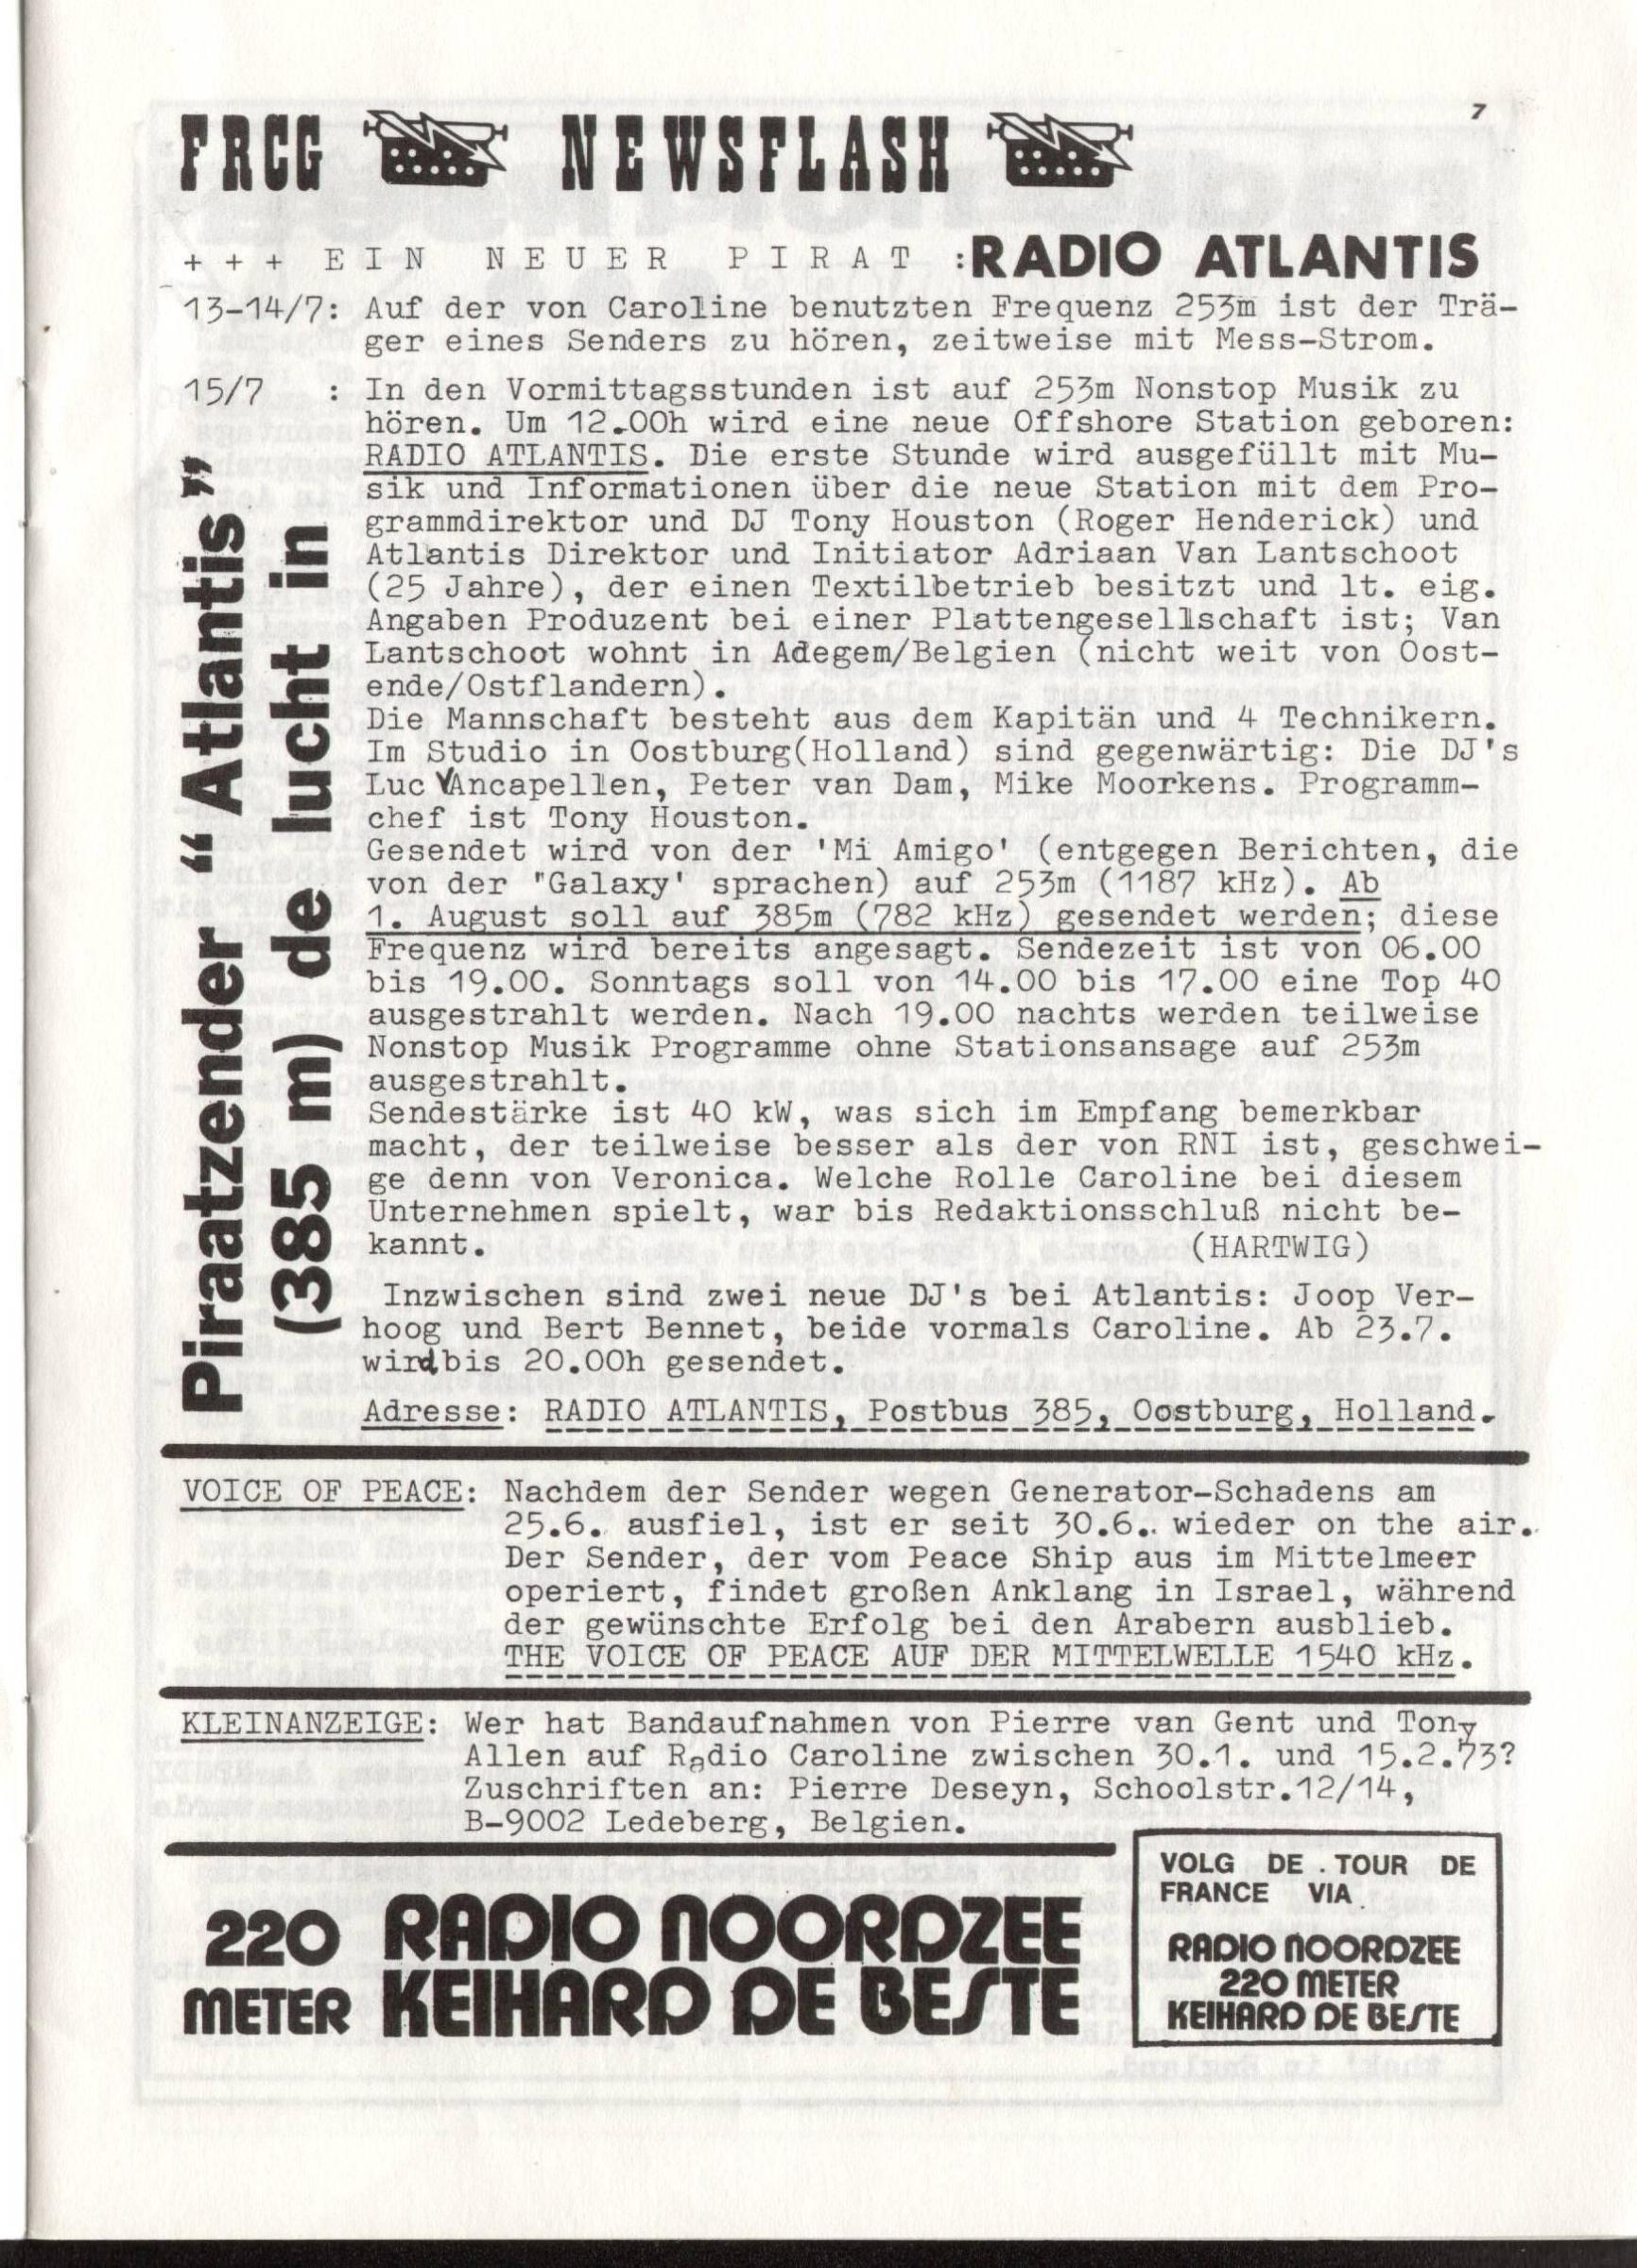 7
FRCG NEWSFLASH
+ + + EIN NEUER PIRAT :RADIO ATLANTIS
13-14/7: Auf der von Caroline benutzten Frequenz 253m ist der Trä-
ger eines Senders zu hören, zeitweise mit Mess-Strom.
15/7 : In den Vormittagsstunden ist auf 253m Nonstop Musik zu
hören. Um 12.00h wird eine neue Offshore Station geboren:
RADIO ATLANTIS. Die erste Stunde wird ausgefüllt mit Mu-
sik und Informationen über die neue Station mit dem Pro-
grammdirektor und DJ Tony Houston (Roger Henderick) und
Atlantis Direktor und Initiator Adriaan Van Lantschoot
(25 Jahre), der einen Textilbetrieb besitzt und lt. eig.
Angaben Produzent bei einer Plattengesellschaft ist; Van
Lantschoot wohnt in Adegem/Belgien (nicht weit von Oost-
ende/Ostflandern).
Die Mannschaft besteht aus dem Kapitän und 4 Technikern.
Im Studio in Oostburg(Holland) sind gegenwärtig: Die DJ's
Luc VAncapellen, Peter van Dam, Mike Moorkens. Programm-
chef ist Tony Houston.
Gesendet wird von der 'Mi Amigo' (entgegen Berichten, die
von der "Galaxy' sprachen) auf 253m (1187 kHz). Ab
1. August soll auf 385m (782 kHz) gesendet werden; diese
Frequenz wird bereits angesagt. Sendezeit ist von 06.00
bis 19.00. Sonntags soll von 14.00 bis 17.00 eine Top 40
ausgestrahlt werden. Nach 19.00 nachts werden teilweise
Nonstop Musik Programme ohne Stationsansage auf 253m
ausgestrahlt.
Sendestärke ist 40 kW, was sich im Empfang bemerkbar
macht, der teilweise besser als der von RNI ist, geschwei-
ge denn von Veronica. Welche Rolle Caroline bei diesem
Unternehmen spielt, war bis Redaktionsschluß nicht be-
kannt. (HARTWIG)
Inzwischen sind zwei neue DJ's bei Atlantis: Joop Ver-
hoog und Bert Bennet, beide vormals Caroline. Ab 23.7.
wird bis 20.00h gesendet.
Adresse: RADIO ATLANTIS, Postbus 385, Oostburg, Holland.
Piraatzender "Atlantis"
(385 m) de lucht in
VOICE OF PEACE: Nachdem der Sender wegen Generator-Schadens am
25.6. ausfiel, ist er seit 30.6. wieder on the air.
Der Sender, der vom Peace Ship aus im Mittelmeer
operiert, findet großen Anklang in Israel, während
der gewünschte Erfolg bei den Arabern ausblieb.
THE VOICE OF PEACE AUF DER MITTELWELLE 1540 kHz.
KLEINANZEIGE: Wer hat Bandaufnahmen von Pierre van Gent und Tony
Allen auf Radio Caroline zwischen 30.1. und 15.2.73?
Zuschriften an: Pierre Deseyn, Schoolstr.12/14,
B-9002 Ledeberg, Belgien.
220 RADIO NOORDZEE
METER KEIHARD DE BESTE
VOLG DE . TOUR DE
FRANCE VIA
RADIO NOORDZEE
220 METER
KEIHARD DE BESTE